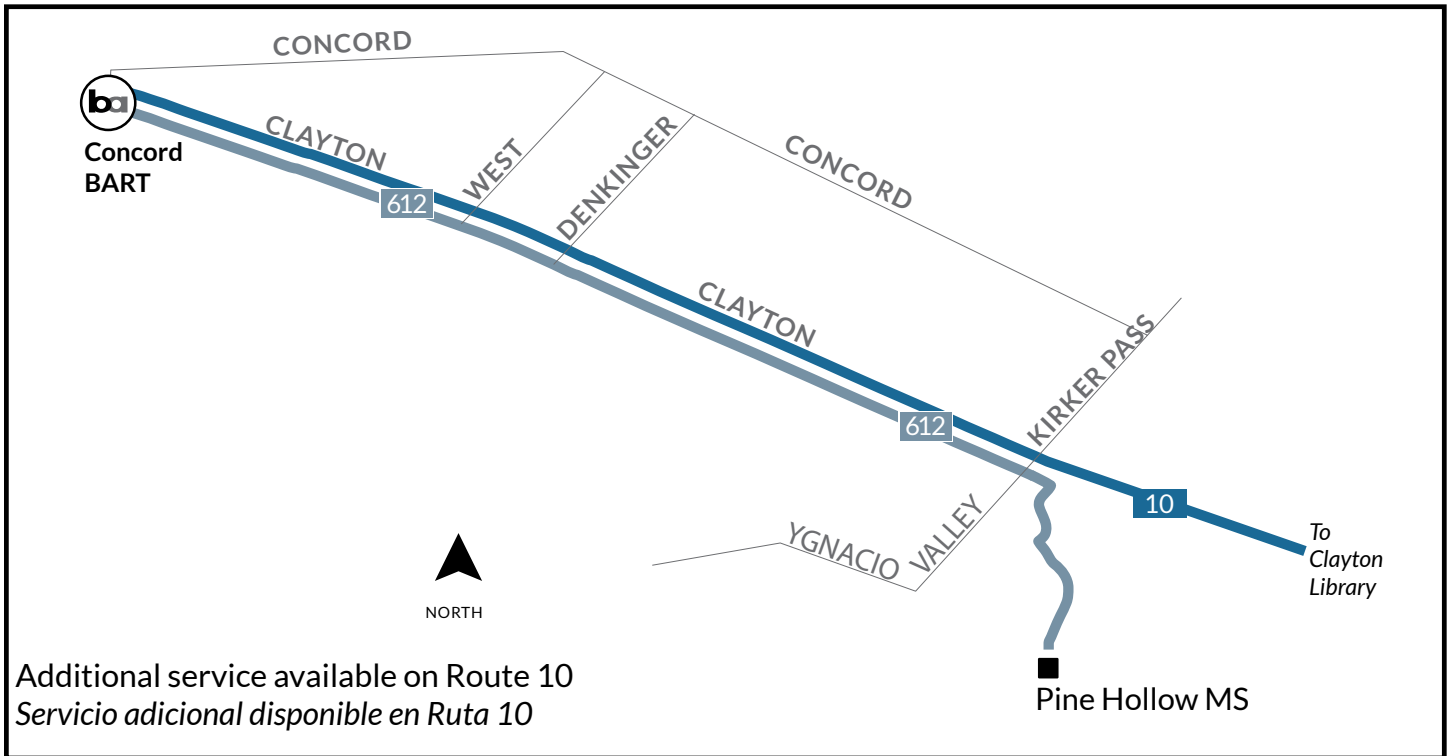 CONCORD
ba
Concord
BART
CLAYTON
612
WEST
DENKINGER
CONCORD
CLAYTON
612
KIRKER PASS
10
To
Clayton
Library
YGNACIO
VALLEY
NORTH
Additional service available on Route 10
Servicio adicional disponible en Ruta 10
Pine Hollow MS